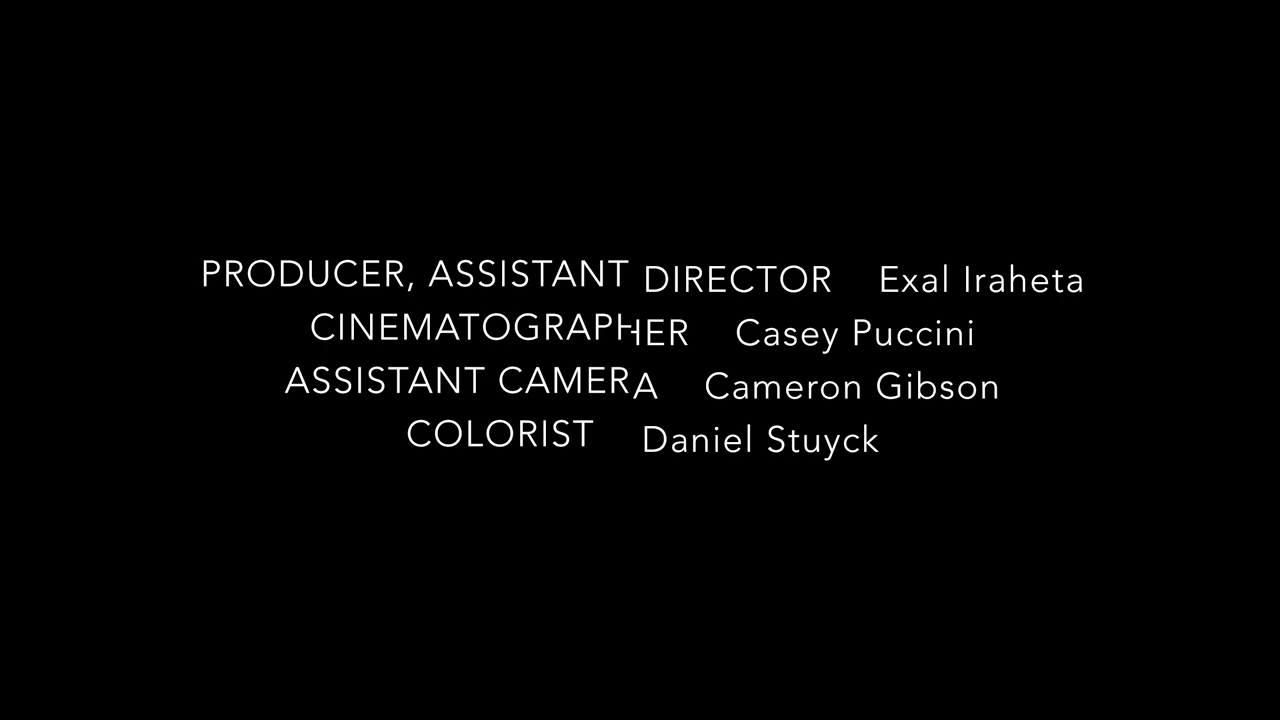 PRODUCER, ASSISTANT DIRECTOR Exal Iraheta
CINEMATOGRAPHER Casey Puccini
ASSISTANT CAMERA Cameron Gibson
COLORIST Daniel Stuyck